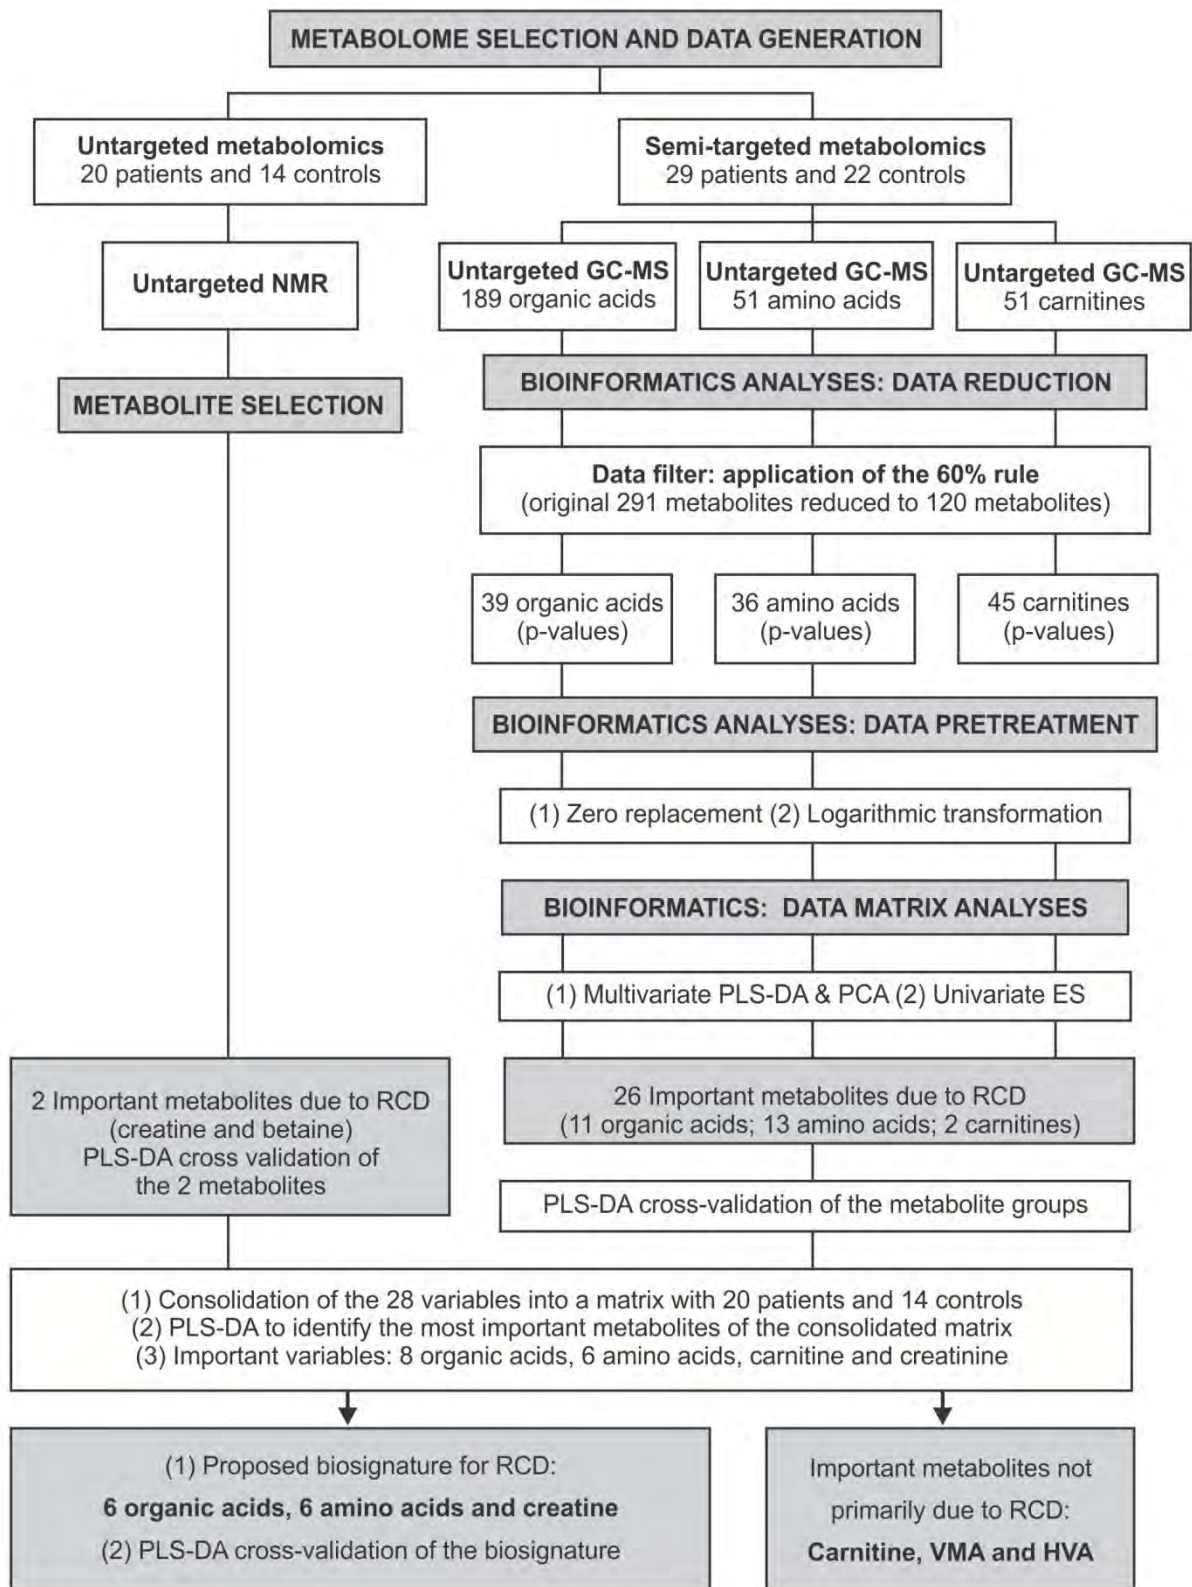 METABOLOME SELECTION AND DATA GENERATION
Untargeted metabolomics
20 patients and 14 controls
Semi-targeted metabolomics
29 patients and 22 controls
Untargeted NMR
Untargeted GC-MS
189 organic acids
Untargeted GC-MS
51 amino acids
Untargeted GC-MS
51 carnitines
METABOLITE SELECTION
BIOINFORMATICS ANALYSES: DATA REDUCTION
Data filter: application of the 60% rule
(original 291 metabolites reduced to 120 metabolites)
39 organic acids
(p-values)
36 amino acids
(p-values)
45 carnitines
(p-values)
BIOINFORMATICS ANALYSES: DATA PRETREATMENT
(1) Zero replacement (2) Logarithmic transformation
BIOINFORMATICS: DATA MATRIX ANALYSES
(1) Multivariate PLS-DA & PCA (2) Univariate ES
2 Important metabolites due to RCD
(creatine and betaine)
PLS-DA cross validation of
the 2 metabolites
26 Important metabolites due to RCD
(11 organic acids; 13 amino acids; 2 carnitines)
PLS-DA cross-validation of the metabolite groups
(1) Consolidation of the 28 variables into a matrix with 20 patients and 14 controls
(2) PLS-DA to identify the most important metabolites of the consolidated matrix
(3) Important variables: 8 organic acids, 6 amino acids, carnitine and creatinine
(1) Proposed biosignature for RCD:
6 organic acids, 6 amino acids and creatine
(2) PLS-DA cross-validation of the biosignature
Important metabolites not
primarily due to RCD:
Carnitine, VMA and HVA